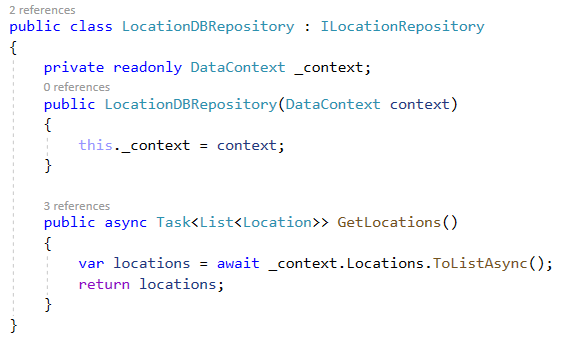 2 references
public class LocationDBRepository : ILocationRepository
{
private readonly DataContext _context;
0 references
public LocationDBRepository(DataContext context)
{
this._context = context;
}
3 references
public async Task<List<Location>> GetLocations()
{
var locations = await _context.Locations.ToListAsync();
return locations;
}
}